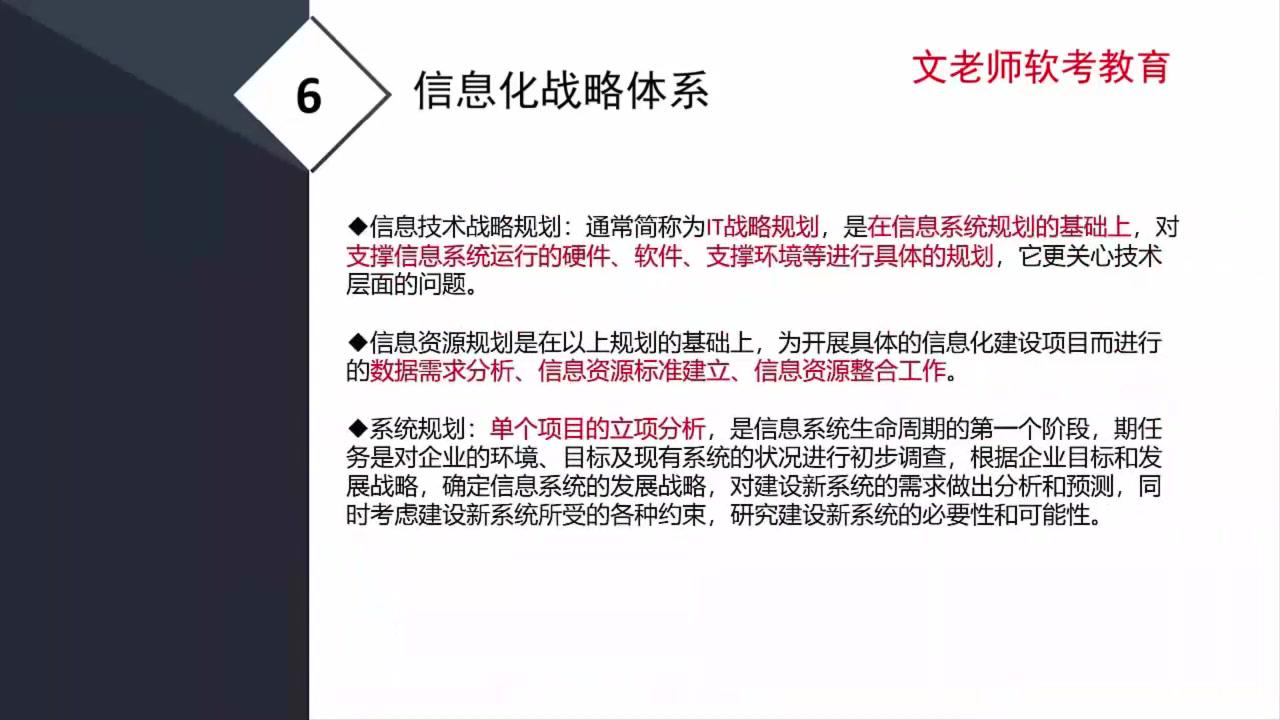 6
信息化战略体系
文老师软考教育
◆信息技术战略规划：通常简称为IT战略规划，是在信息系统规划的基础上，对
支撑信息系统运行的硬件、软件、支撑环境等进行具体的规划，它更关心技术
层面的问题。
◆信息资源规划是在以上规划的基础上，为开展具体的信息化建设项目而进行
的数据需求分析、信息资源标准建立、信息资源整合工作。
◆系统规划：单个项目的立项分析，是信息系统生命周期的第一个阶段，期任
务是对企业的环境、目标及现有系统的状况进行初步调查，根据企业目标和发
展战略，确定信息系统的发展战略，对建设新系统的需求做出分析和预测，同
时考虑建设新系统所受的各种约束，研究建设新系统的必要性和可能性。